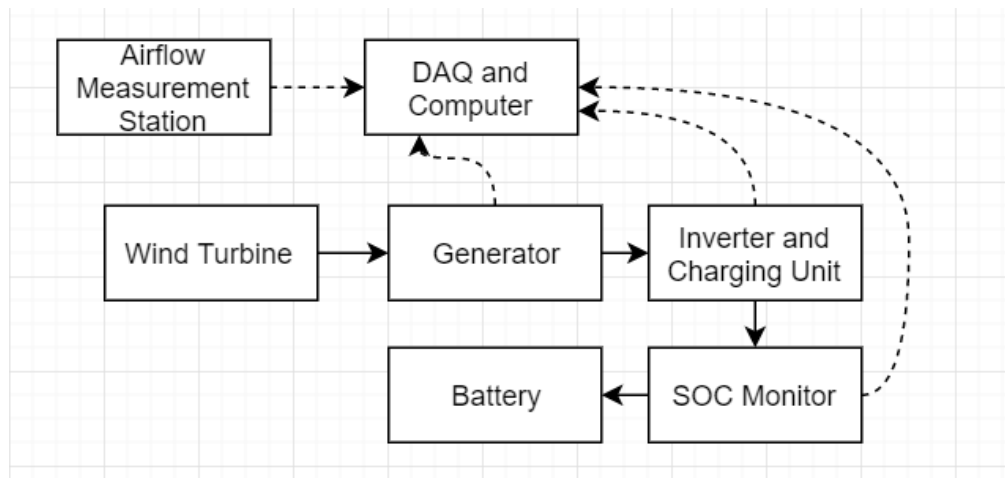 Airflow
Measurement
Station
DAQ and
Computer
Wind Turbine
Generator
Inverter and
Charging Unit
Battery
SOC Monitor